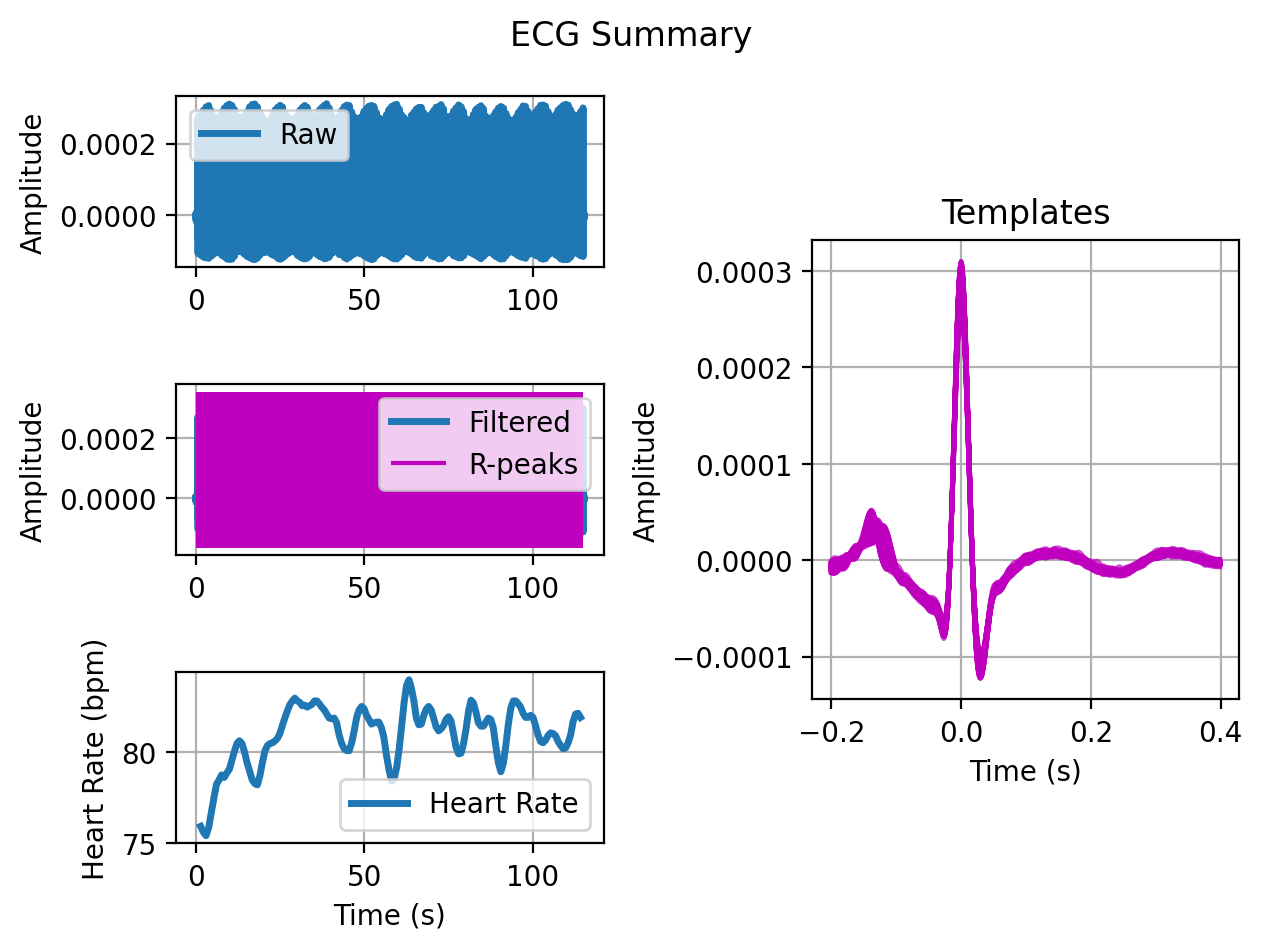 ECG Summary
Amplitude
0.0002
0.0000
Raw
0
50
100
Amplitude
0.0002
0.0000
Filtered
R-peaks
0
50
100
Heart Rate (bpm)
80
75
Heart Rate
0
50
100
Time (s)
Templates
Amplitude
0.0003
0.0002
0.0001
0.0000
−0.0001
−0.2
0.0
0.2
0.4
Time (s)